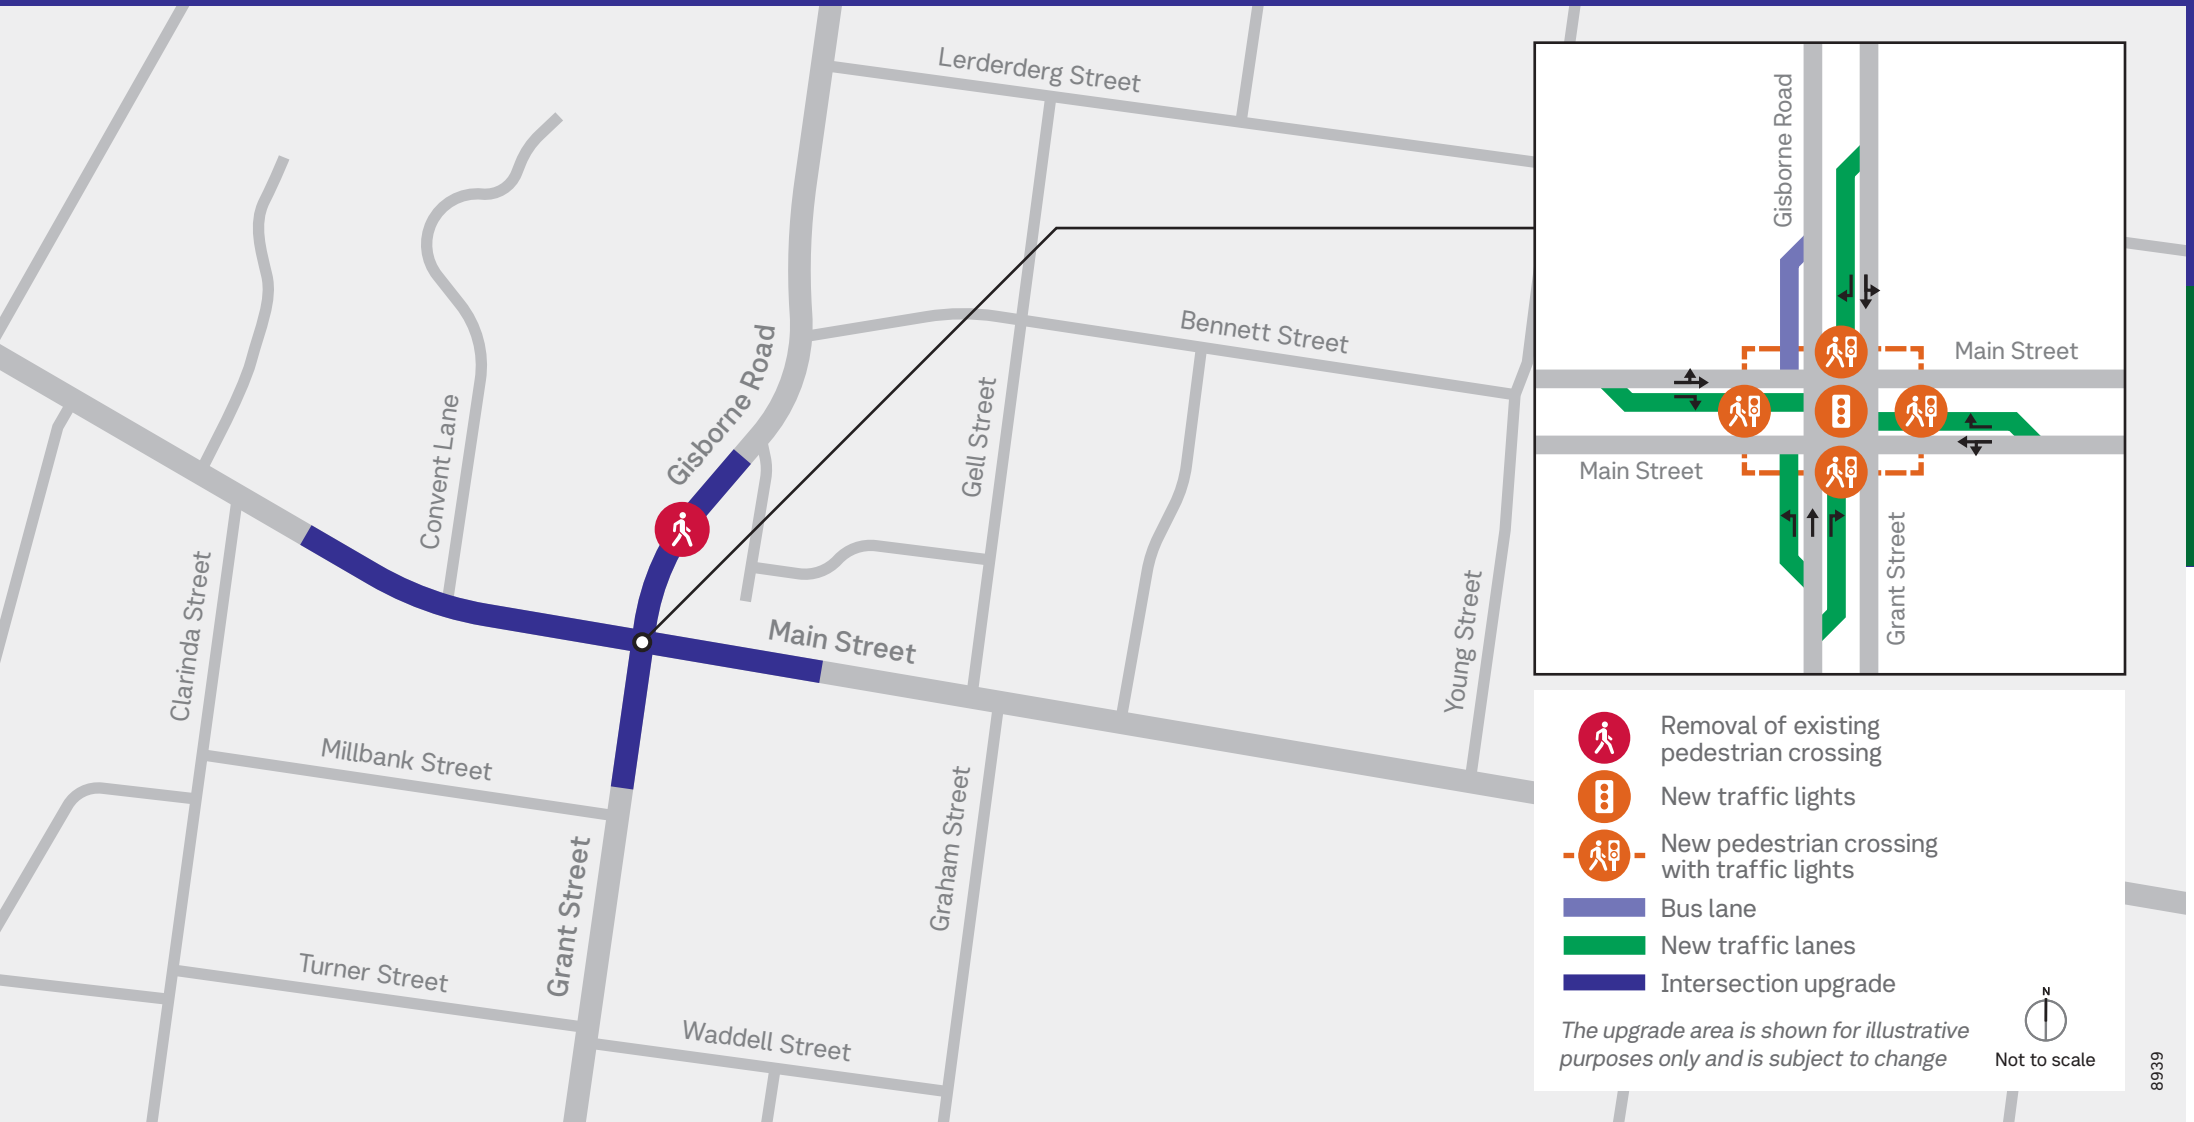 Lerderderg Street
Gisborne Road
Bennett Street
Main Street
Gisborne Road
Gell Street
Convent Lane
Main Street
Grant Street
Clarinda Street
Young Street
Main Street
Millbank Street
Graham Street
Grant Street
Turner Street
Waddell Street
Removal of existing
pedestrian crossing
New traffic lights
New pedestrian crossing
with traffic lights
Bus lane
New traffic lanes
Intersection upgrade
N
The upgrade area is shown for illustrative
purposes only and is subject to change
Not to scale
8939